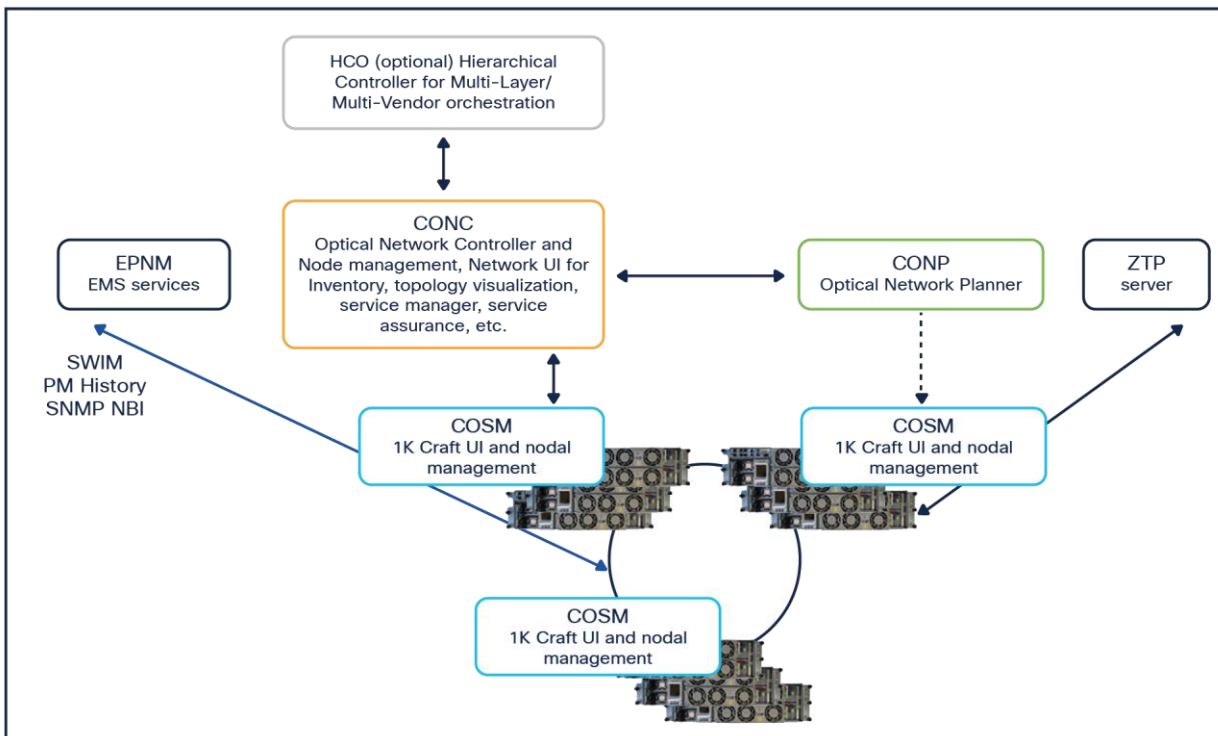 HCO (optional) Hierarchical
Controller for Multi-Layer/
Multi-Vendor orchestration
CONC
Optical Network Controller and
Node management, Network UI for
Inventory, topology visualization,
service manager, service
assurance, etc.
EPNM
EMS services
CONP
Optical Network Planner
ZTP
server
SWIM
PM History
SNMP NBI
COSM
1K Craft UI and nodal
management
COSM
1K Craft UI and nodal
management
COSM
1K Craft UI and nodal
management